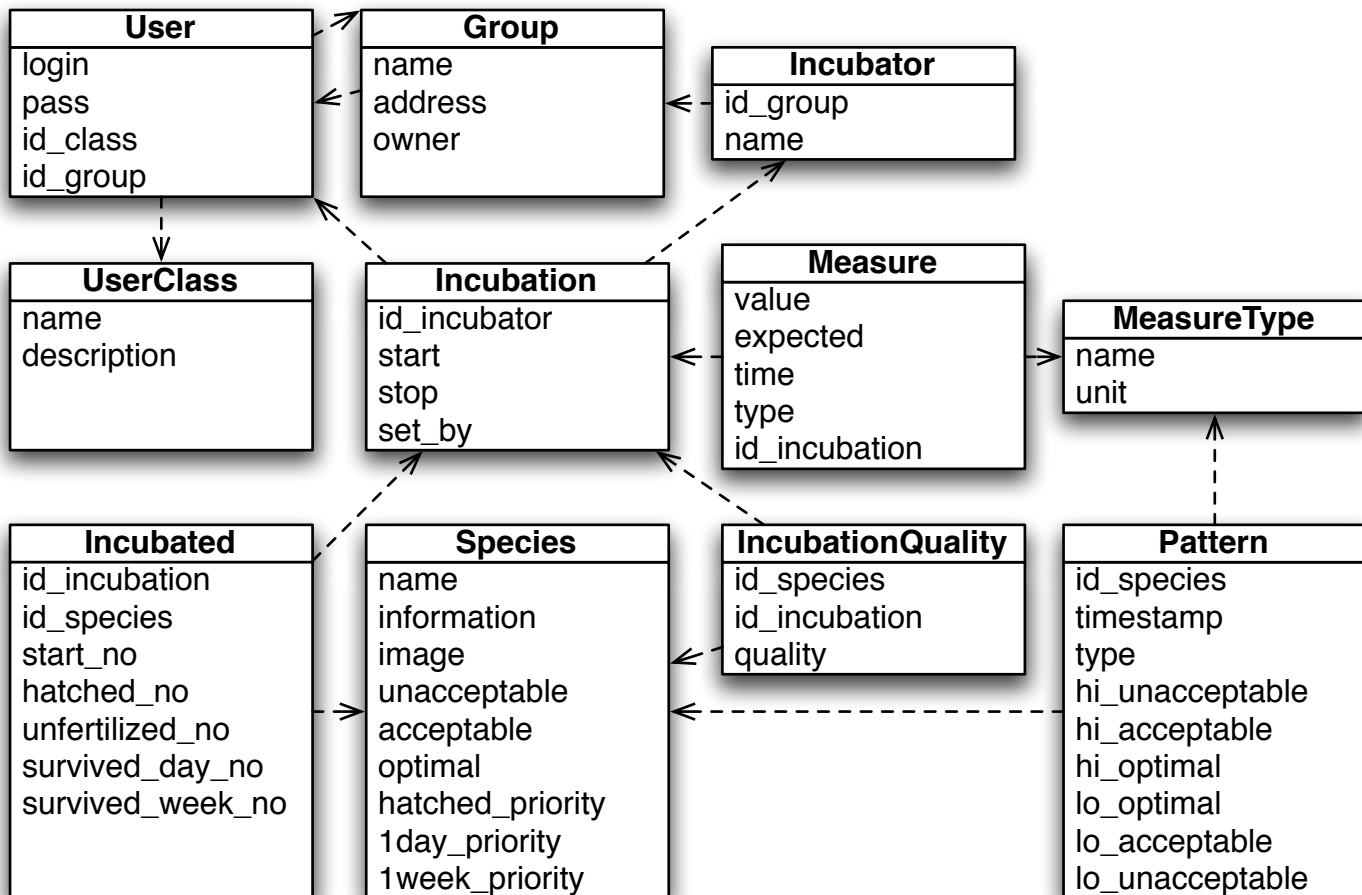 User
login
pass
id_class
id_group
Group
name
address
owner
Incubator
id_group
name
UserClass
name
description
Incubation
id_incubator
start
stop
set_by
Measure
value
expected
time
type
id_incubation
MeasureType
name
unit
Incubated
id_incubation
id_species
start_no
hatched_no
unfertilized_no
survived_day_no
survived_week_no
Species
name
information
image
unacceptable
acceptable
optimal
hatched_priority
1day_priority
1week_priority
IncubationQuality
id_species
id_incubation
quality
Pattern
id_species
timestamp
type
hi_unacceptable
hi_acceptable
hi_optimal
lo_optimal
lo_acceptable
lo_unacceptable